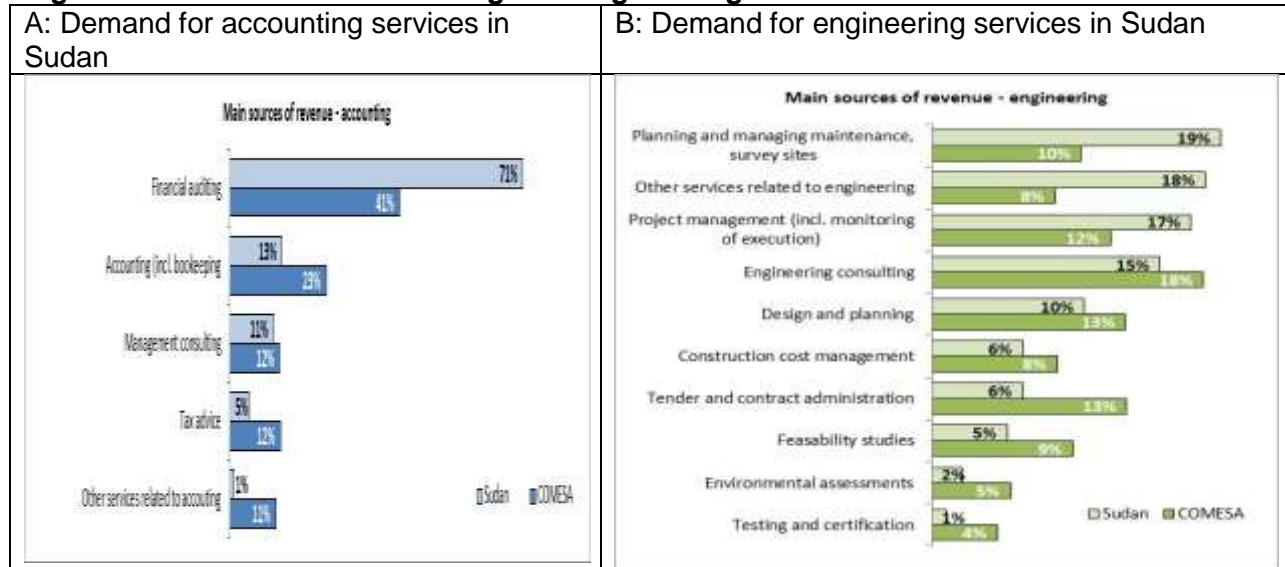 A: Demand for accounting services in
Sudan
B: Demand for engineering services in Sudan
Main sources of revenue - accounting
Financial auditing
71%
41%
Accounting (incl. bookeeping
13%
23%
Management consulting
11%
12%
Tax advice
5%
12%
Other services related to accouting
1%
11%
Sudan COMESA
Main sources of revenue - engineering
Planning and managing maintenance,
survey sites
19%
10%
Other services related to engineering
18%
8%
Project management (incl. monitoring
of execution)
17%
12%
Engineering consulting
15%
18%
Design and planning
10%
13%
Construction cost management
6%
8%
Tender and contract administration
6%
13%
Feasability studies
5%
9%
Environmental assessments
2%
5%
Testing and certification
1%
4%
Sudan COMESA